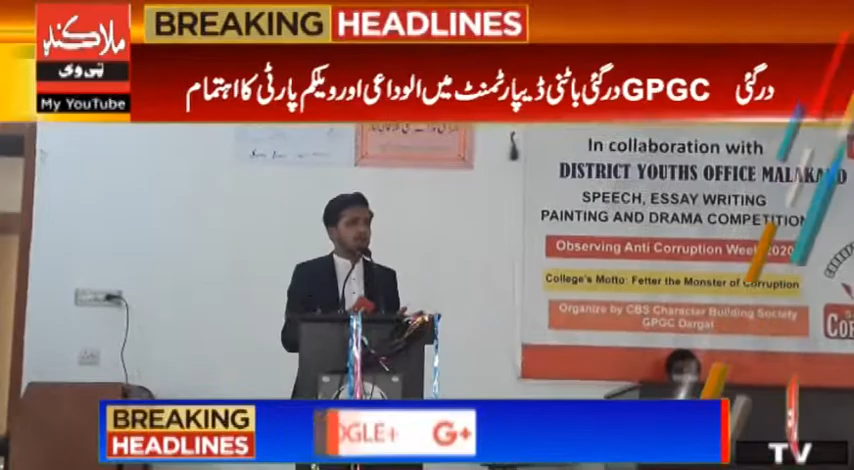 ملاکنڈ
ٹی وی
My YouTube
BREAKING HEADLINES
درگئی GPGC درگئی باٹنی ڈیپارٹمنٹ میں الوداعی اور ویلکم پارٹی کا اہتمام
In collaboration with
DISTRICT YOUTHS OFFICE MALAKAND
SPEECH, ESSAY WRITING
PAINTING AND DRAMA COMPETITION
Observing Anti Corruption Week 2020
College's Motto: Fetter the Monster of Corruption
Organize by CBS Character Building Society
GPGC Dargai
BREAKING
HEADLINES
OGLE+
G+
TV